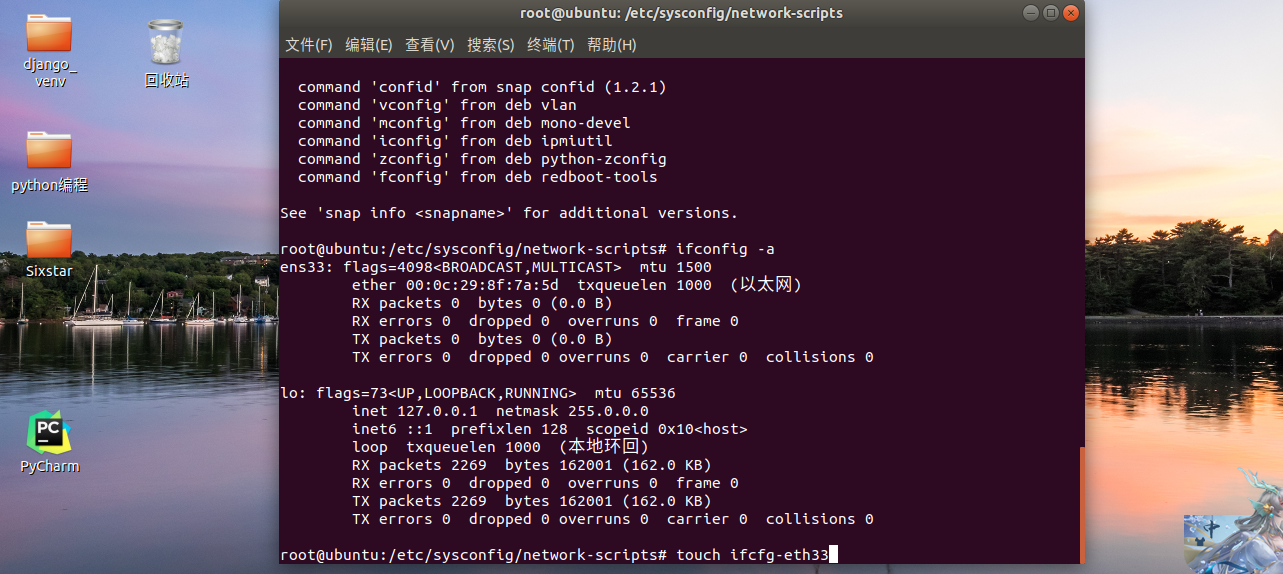 root@ubuntu: /etc/sysconfig/network-scripts
文件(F) 编辑(E) 查看(V) 搜索(S) 终端(T) 帮助(H)
django_
venv
回收站
python编程
Sixstar
PC
PyCharm
command 'confid' from snap confid (1.2.1)
command 'vconfig' from deb vlan
command 'mconfig' from deb mono-devel
command 'iconfig' from deb ipmiutil
command 'zconfig' from deb python-zconfig
command 'fconfig' from deb redboot-tools
See 'snap info <snapname>' for additional versions.
root@ubuntu:/etc/sysconfig/network-scripts# ifconfig -a
ens33: flags=4098<BROADCAST,MULTICAST>  mtu 1500
ether 00:0c:29:8f:7a:5d  txqueuelen 1000  (以太网)
RX packets 0  bytes 0 (0.0 B)
RX errors 0  dropped 0  overruns 0  frame 0
TX packets 0  bytes 0 (0.0 B)
TX errors 0  dropped 0 overruns 0  carrier 0  collisions 0
lo: flags=73<UP,LOOPBACK,RUNNING>  mtu 65536
inet 127.0.0.1  netmask 255.0.0.0
inet6 ::1  prefixlen 128  scopeid 0x10<host>
loop  txqueuelen 1000  (本地环回)
RX packets 2269  bytes 162001 (162.0 KB)
RX errors 0  dropped 0  overruns 0  frame 0
TX packets 2269  bytes 162001 (162.0 KB)
TX errors 0  dropped 0 overruns 0  carrier 0  collisions 0
root@ubuntu:/etc/sysconfig/network-scripts# touch ifcfg-eth33